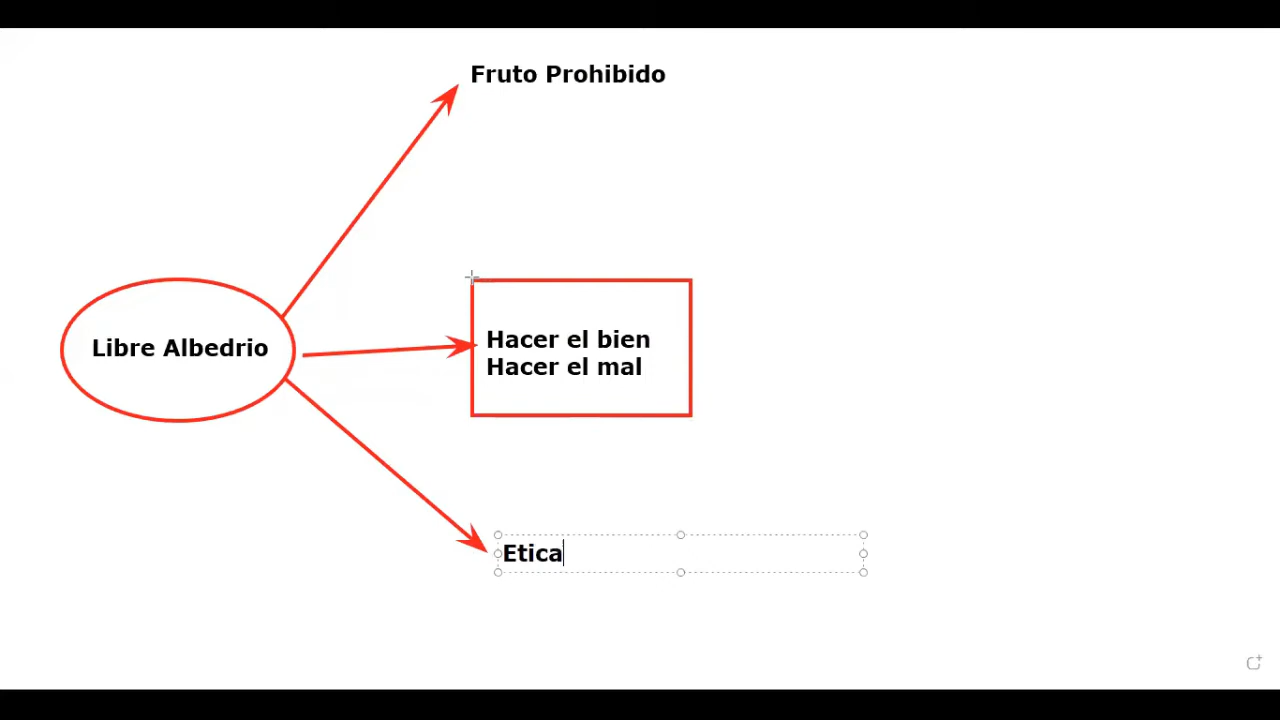 Fruto Prohibido
Libre Albedrio
Hacer el bien
Hacer el mal
Etica